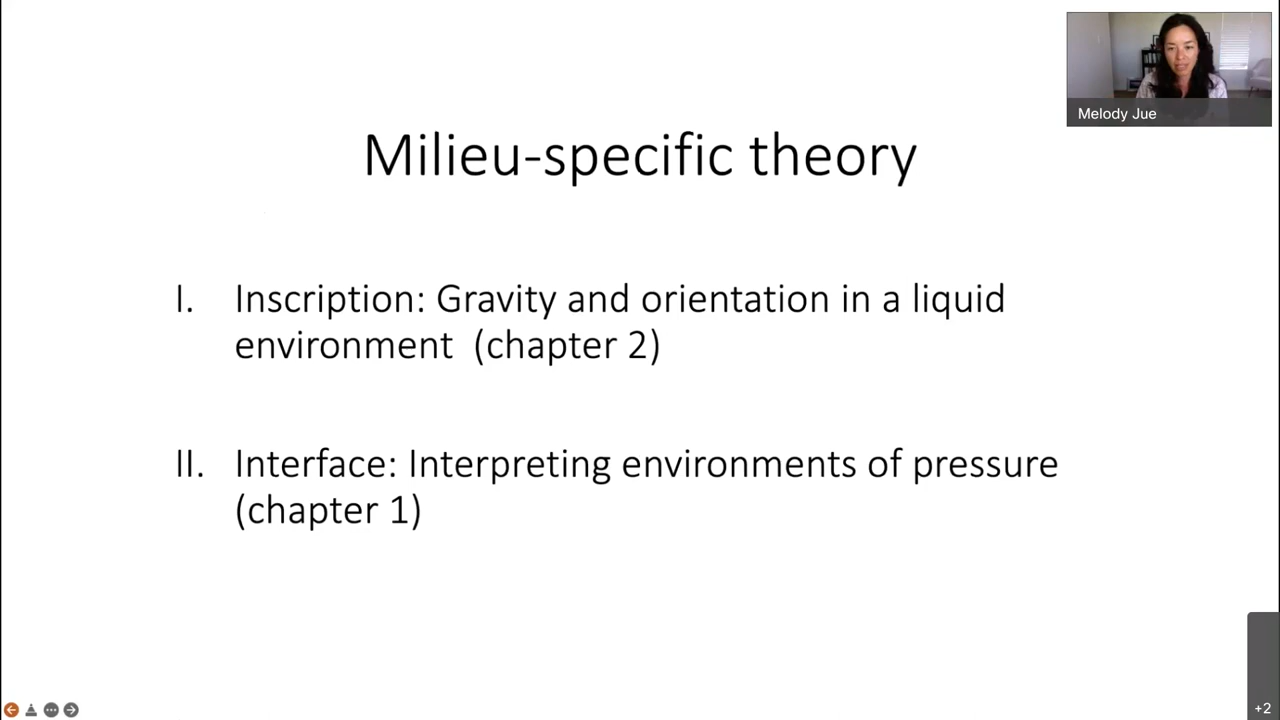 Melody Jue
Milieu-specific theory
I. Inscription: Gravity and orientation in a liquid
environment (chapter 2)
II. Interface: Interpreting environments of pressure
(chapter 1)
+2